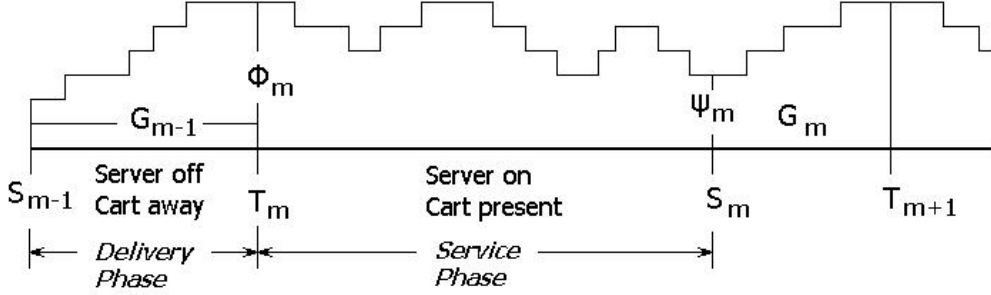 Φm
Ψm
Gm-1
Gm
Server off
Cart away
Server on
Cart present
Sm-1
Tm
Sm
Tm+1
Delivery
Phase
Service
Phase